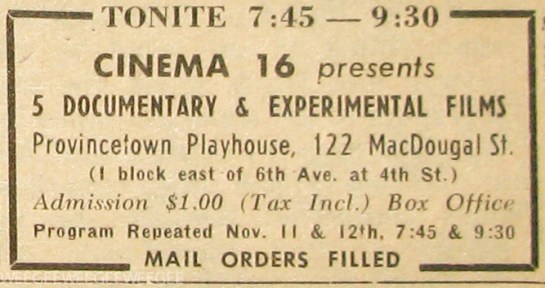 TONITE 7:45 — 9:30
CINEMA 16 presents
5 DOCUMENTARY & EXPERIMENTAL FILMS
Provincetown Playhouse, 122 MacDougal St.
(1 block east of 6th Ave. at 4th St.)
Admission $1.00 (Tax Incl.) Box Office
Program Repeated Nov. 11 & 12th, 7:45 & 9:30
MAIL ORDERS FILLED
WEEGEEWEEGEEWEEGEE